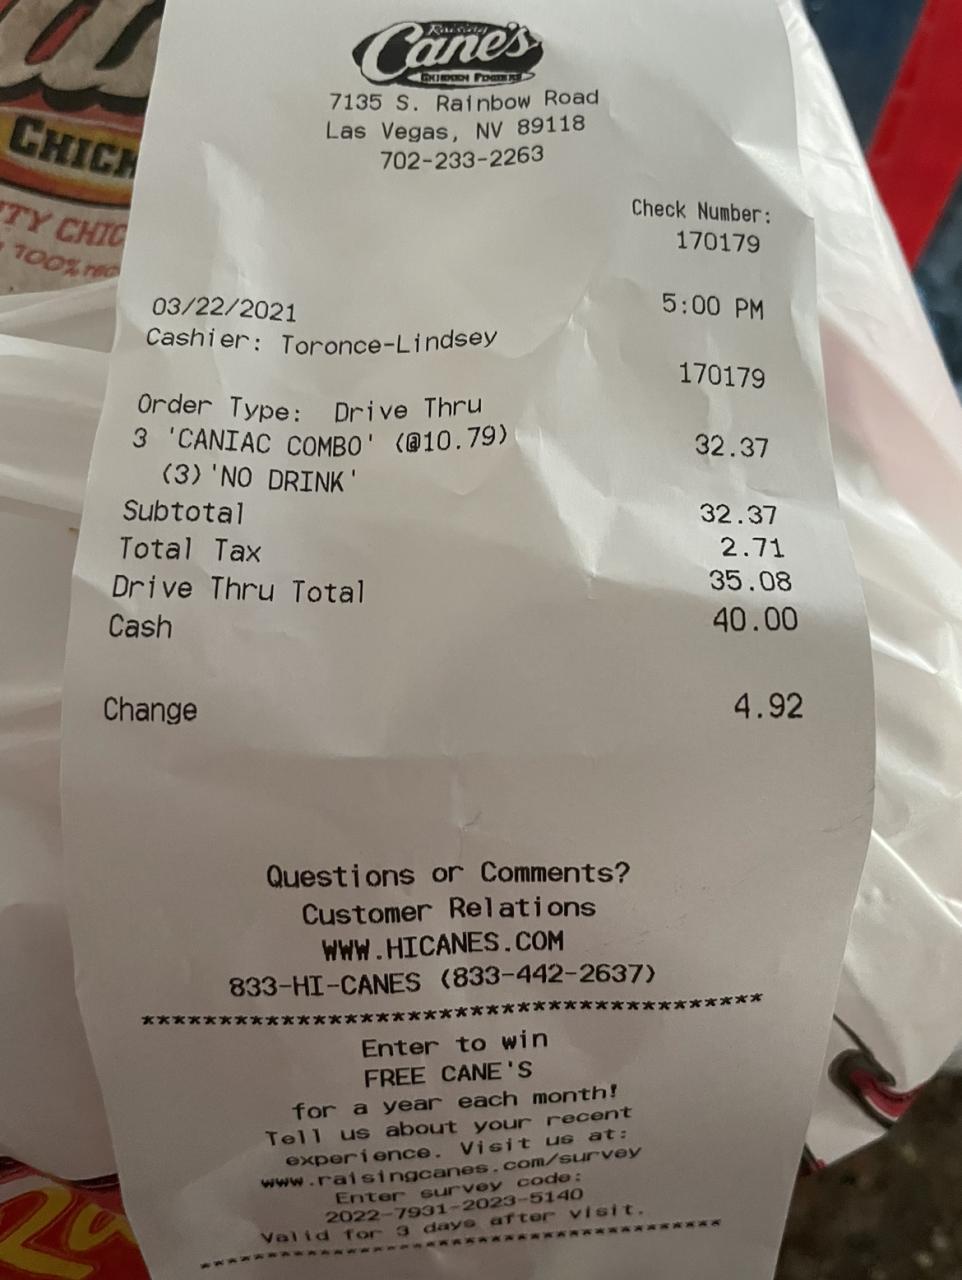 CHICK
TY CHIC
100%
Raising
Cane's
CHICKEN FINGERS
7135 S. Rainbow Road
Las Vegas, NV 89118
702-233-2263
Check Number:
170179
03/22/2021 5:00 PM
Cashier: Toronce-Lindsey
170179
Order Type: Drive Thru
3 'CANIAC COMBO' (@10.79) 32.37
(3)'NO DRINK'
Subtotal 32.37
Total Tax 2.71
Drive Thru Total 35.08
Cash 40.00
Change 4.92
Questions or Comments?
Customer Relations
WWW.HICANES.COM
833-HI-CANES (833-442-2637)
****************************************
Enter to win
FREE CANE'S
for a year each month!
Tell us about your recent
experience. Visit us at:
www.raisingcanes.com/survey
Enter survey code:
2022-7931-2023-5140
Valid for 3 days after visit.
****************************************